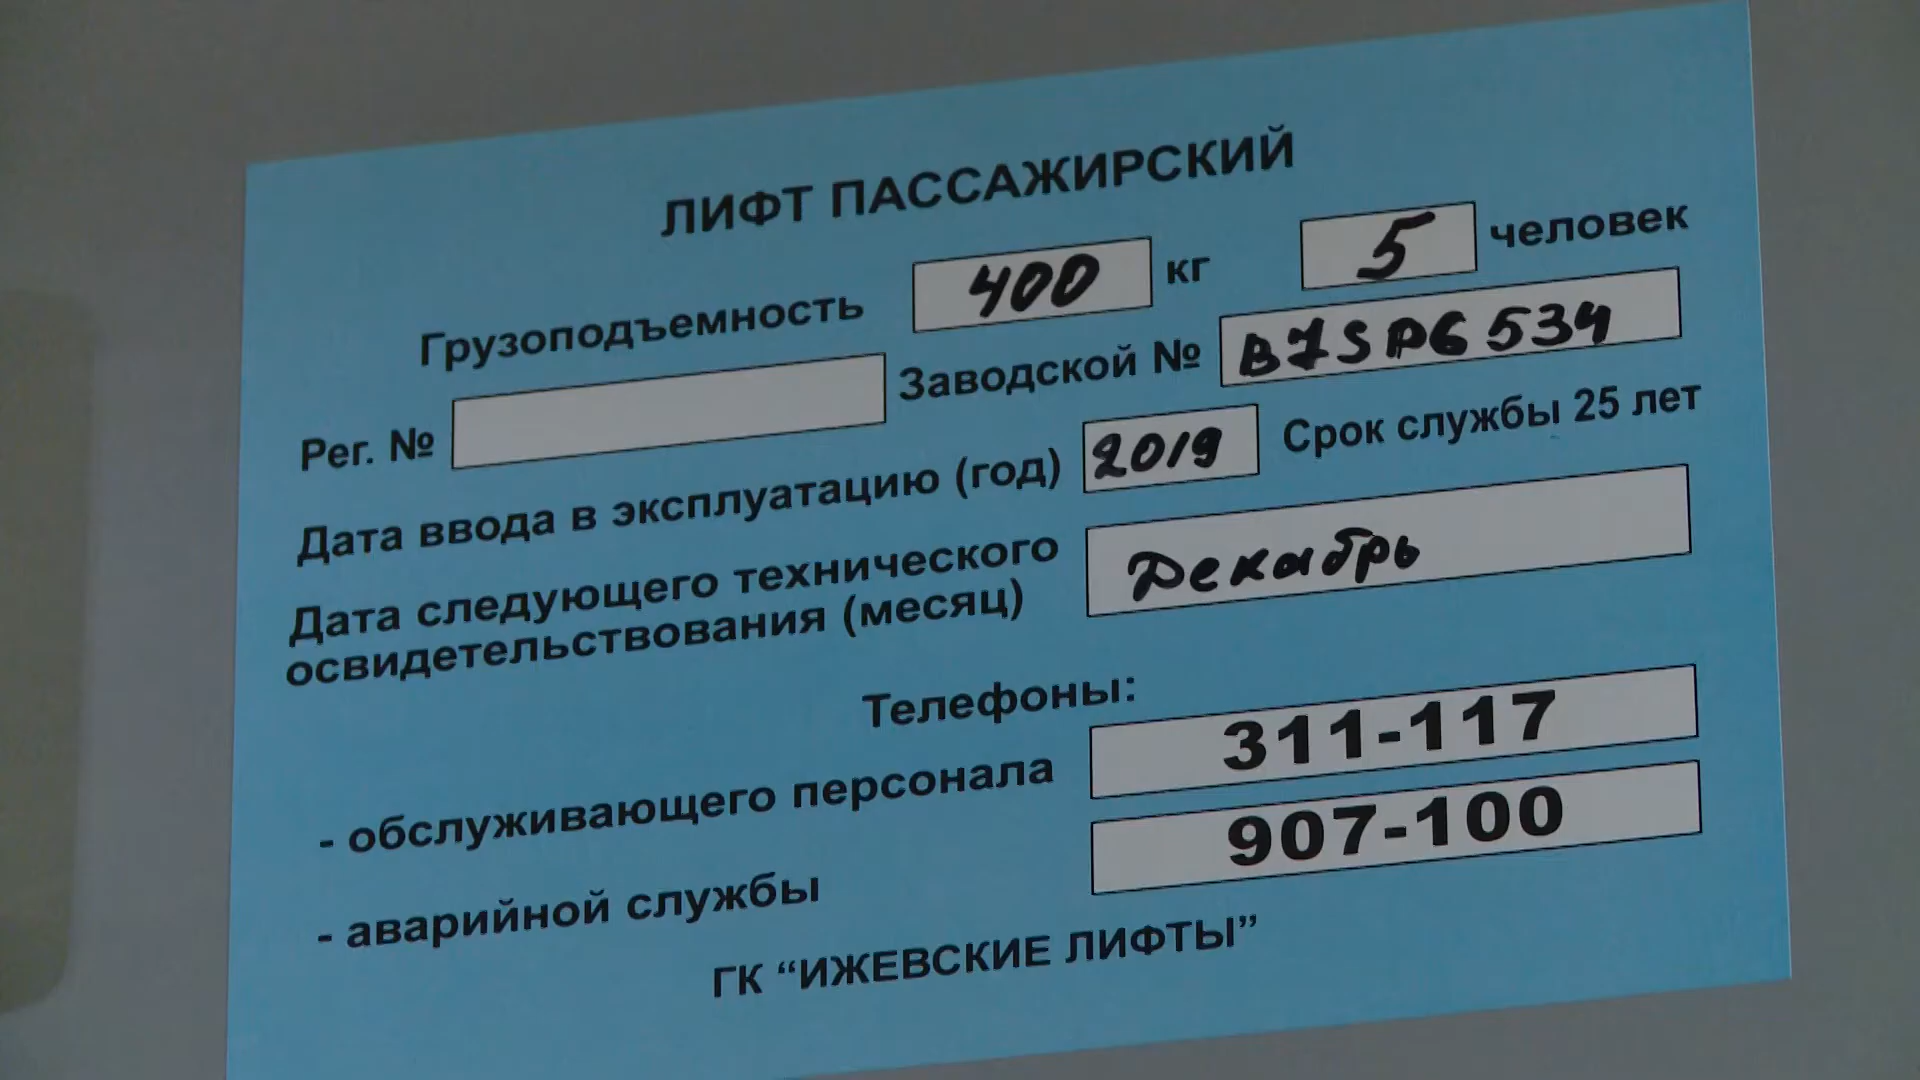 ЛИФТ ПАССАЖИРСКИЙ
Грузоподъемность 400 кг 5 человек
Рег. № Заводской № B7SP6534
Дата ввода в эксплуатацию (год) 2019 Срок службы 25 лет
Дата следующего технического
освидетельствования (месяц) Декабрь
Телефоны:
- обслуживающего персонала 311-117
- аварийной службы 907-100
ГК “ИЖЕВСКИЕ ЛИФТЫ”